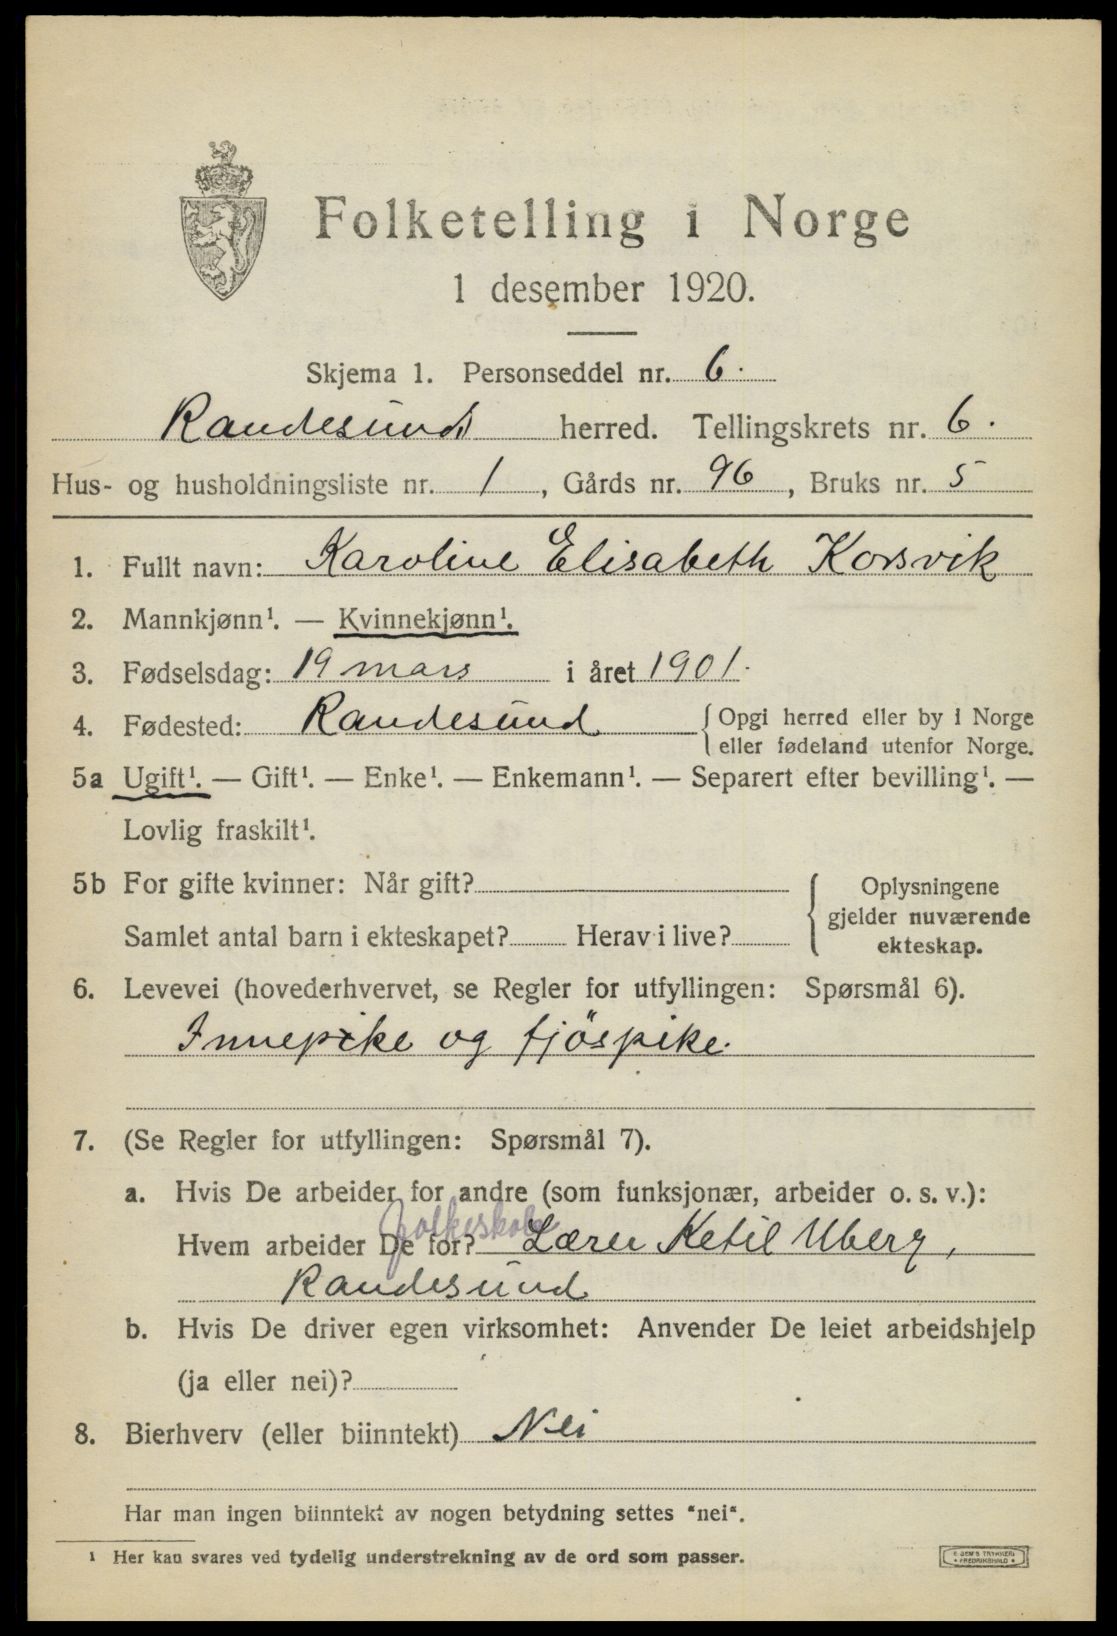 Folketelling i Norge
1 desember 1920.
Skjema 1. Personseddel nr. 6.
Randesund herred. Tellingskrets nr. 6.
Hus- og husholdningsliste nr. 1, Gårds nr. 96, Bruks nr. 5
1. Fullt navn: Karoline Elisabeth Korsvik
2. Mannkjønn¹. — Kvinnekjønn¹.
3. Fødselsdag: 19 mars i året 1901.
4. Fødested: Randesund {Opgi herred eller by i Norge
eller fødeland utenfor Norge.
5a Ugift¹. — Gift¹. — Enke¹. — Enkemann¹. — Separert efter bevilling¹. —
Lovlig fraskilt¹.
5b For gifte kvinner: Når gift?
Samlet antal barn i ekteskapet? Herav i live?
{Oplysningene
gjelder nuværende
ekteskap.
6. Levevei (hovederhvervet, se Regler for utfyllingen: Spørsmål 6).
Innepike og fjöspike.
7. (Se Regler for utfyllingen: Spørsmål 7).
a. Hvis De arbeider for andre (som funksjonær, arbeider o. s. v.):
folkeskole
Hvem arbeider De for? Lærer Ketil Uberg,
Randesund
b. Hvis De driver egen virksomhet: Anvender De leiet arbeidshjelp
(ja eller nei)?
8. Bierhverv (eller biinntekt) Nei
Har man ingen biinntekt av nogen betydning settes "nei".
¹ Her kan svares ved tydelig understrekning av de ord som passer.
E. SEM'S TRYKKERI
FREDRIKSHALD